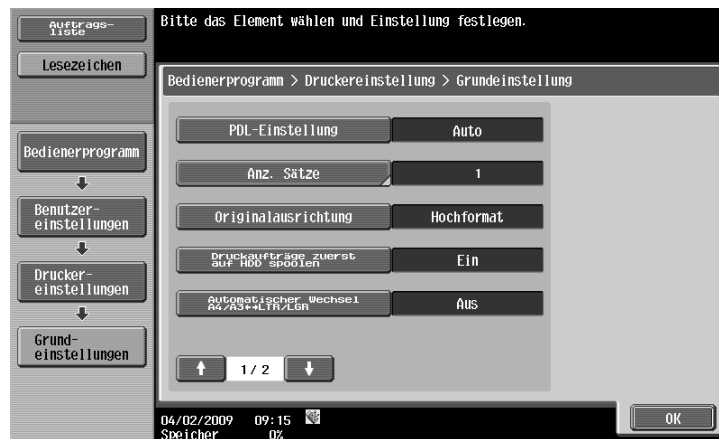 Auftrags-
liste
Bitte das Element wählen und Einstellung festlegen.
Lesezeichen
Bedienerprogramm > Druckereinstellung > Grundeinstellung
Bedienerprogramm
Benutzer-
einstellungen
Drucker-
einstellungen
Grund-
einstellungen
PDL-Einstellung Auto
Anz. Sätze 1
Originalausrichtung Hochformat
Druckaufträge zuerst
auf HDD spoolen Ein
Automatischer Wechsel
A4/A3↔LTR/LGR Aus
↑ 1/2 ↓
04/02/2009 09:15
Speicher 0%
OK